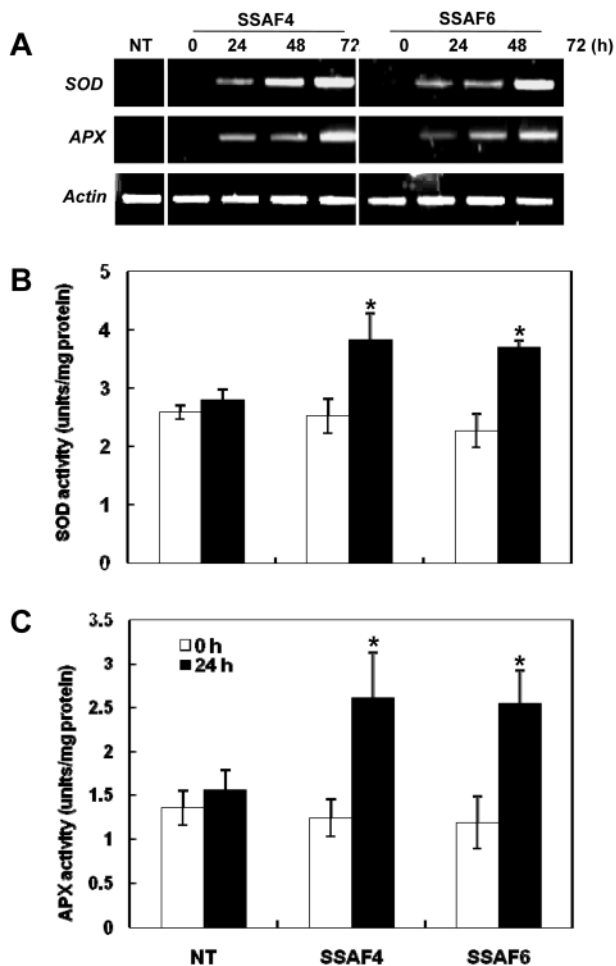 SSAF4 SSAF6
A NT 0 24 48 72 0 24 48 72 (h)
SOD
APX
Actin
B
5
4
3
2
1
0
SOD activity (units/mg protein)
* *
C
3.5
3
2.5
2
1.5
1
0.5
0
APX activity (units/mg protein)
0 h
24 h
* *
NT SSAF4 SSAF6